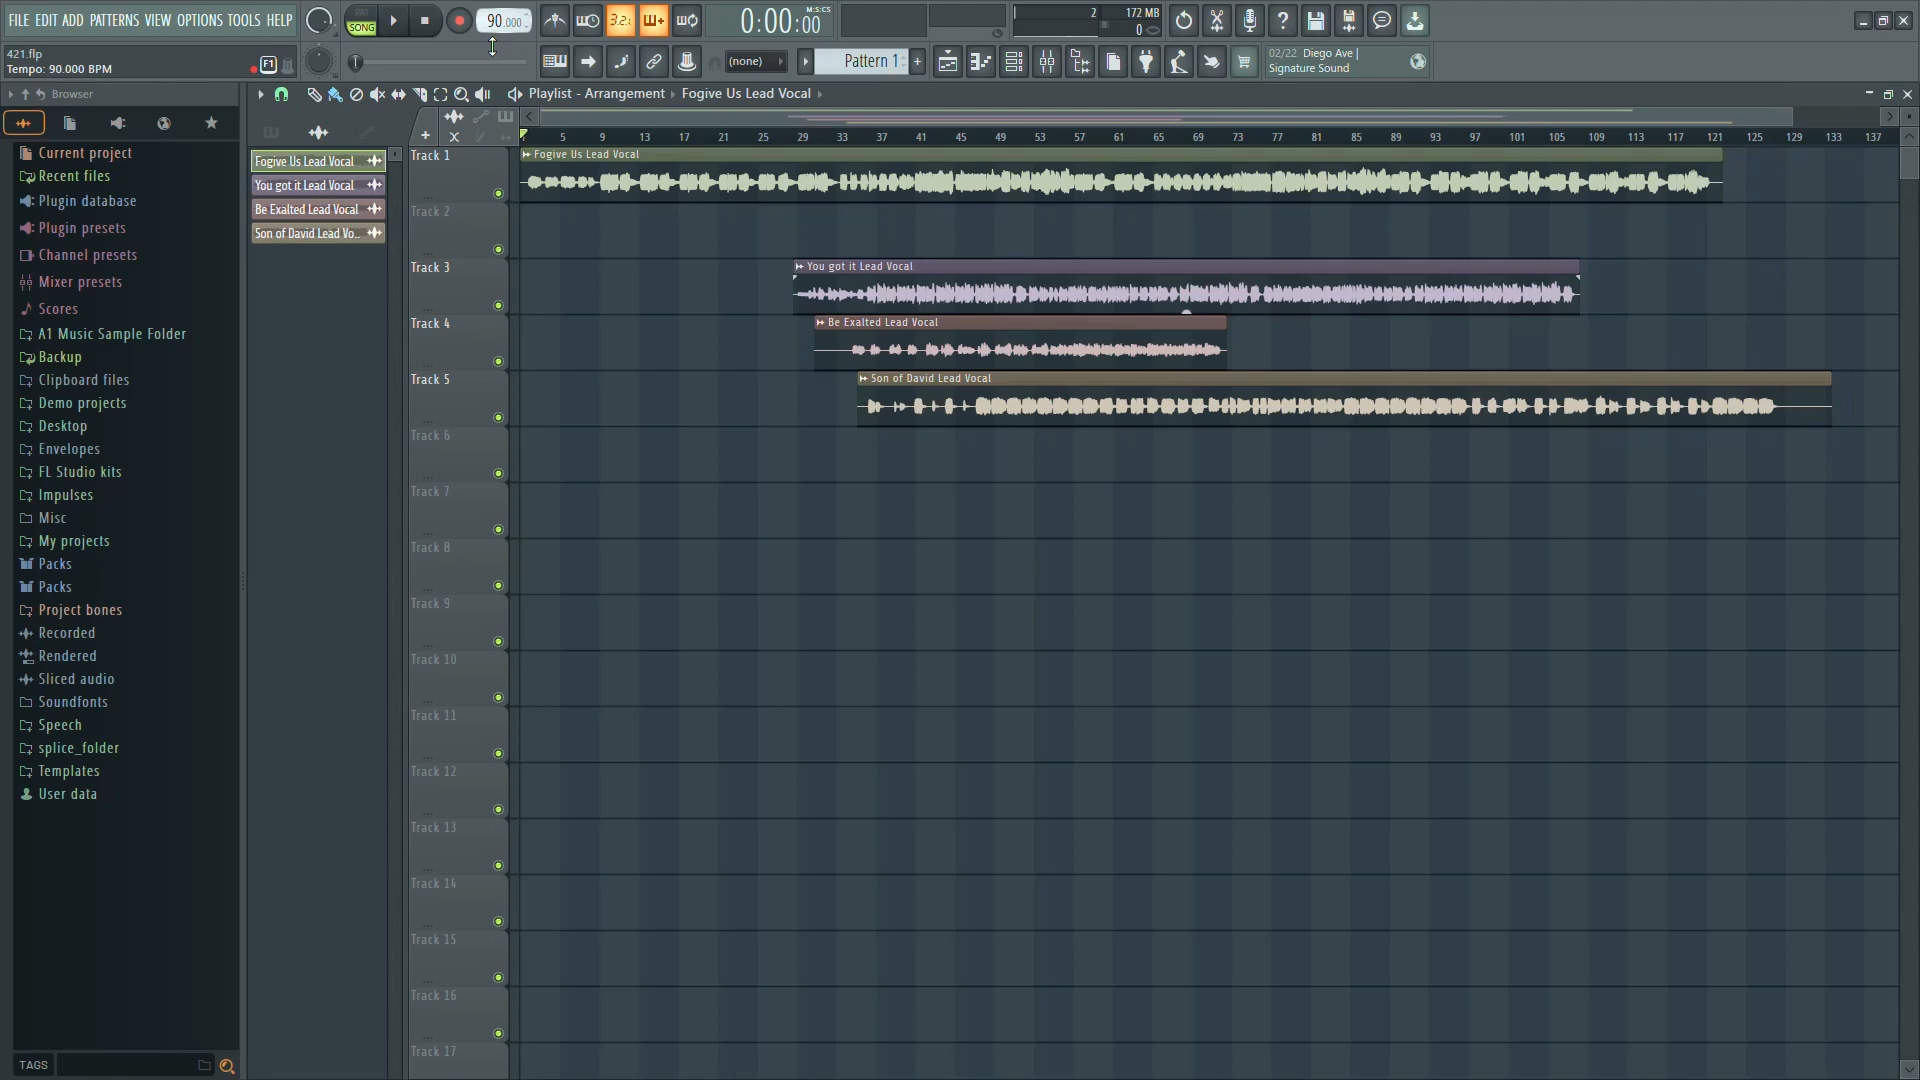 FILE EDIT ADD PATTERNS VIEW OPTIONS TOOLS HELP
PAT
SONG
90.000
3.2.
0:00:00
M:S:CS
2
172 MB
0
421.flp
Tempo: 90.000 BPM
F1
(none)
Pattern 1
02/22 Diego Ave |
Signature Sound
Browser
Playlist - Arrangement
Fogive Us Lead Vocal
5 9 13 17 21 25 29 33 37 41 45 49 53 57 61 65 69 73 77 81 85 89 93 97 101 105 109 113 117 121 125 129 133 137
Current project
Recent files
Plugin database
Plugin presets
Channel presets
Mixer presets
Scores
A1 Music Sample Folder
Backup
Clipboard files
Demo projects
Desktop
Envelopes
FL Studio kits
Impulses
Misc
My projects
Packs
Packs
Project bones
Recorded
Rendered
Sliced audio
Soundfonts
Speech
splice_folder
Templates
User data
TAGS
Fogive Us Lead Vocal
You got it Lead Vocal
Be Exalted Lead Vocal
Son of David Lead Vo..
Track 1
Fogive Us Lead Vocal
Track 2
Track 3
You got it Lead Vocal
Track 4
Be Exalted Lead Vocal
Track 5
Son of David Lead Vocal
Track 6
Track 7
Track 8
Track 9
Track 10
Track 11
Track 12
Track 13
Track 14
Track 15
Track 16
Track 17